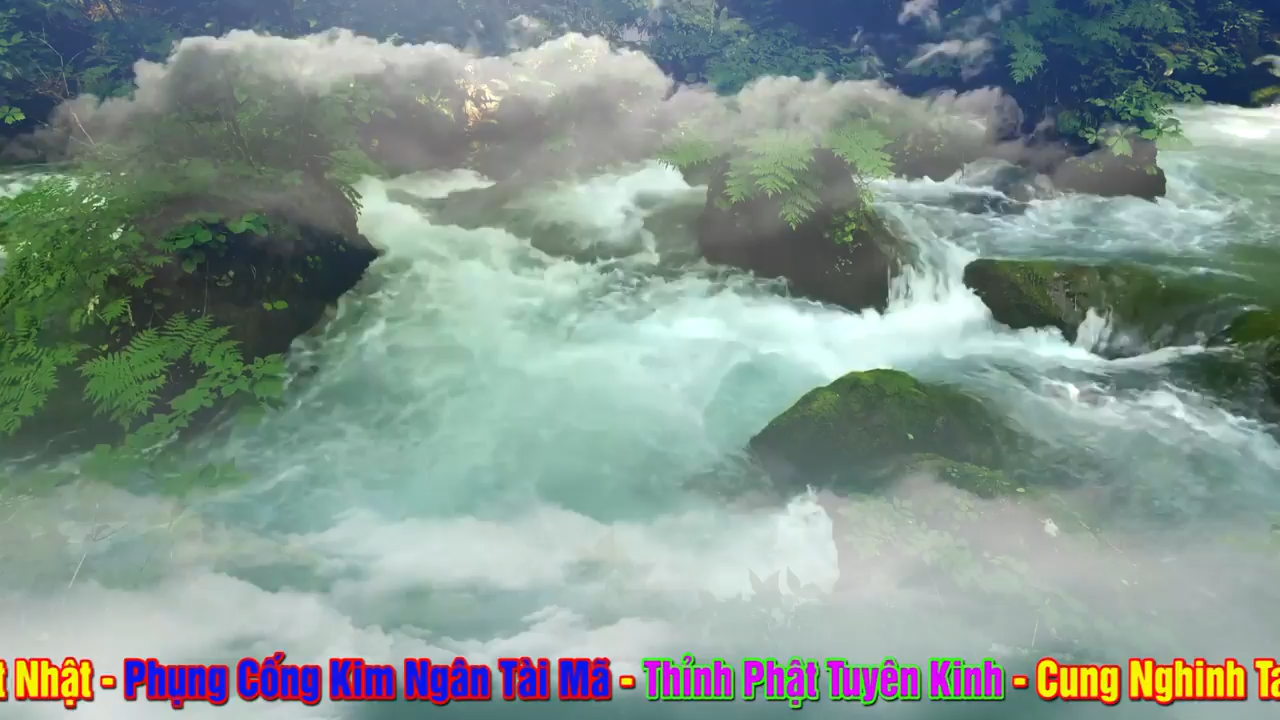 Nhật - Phụng Cống Kim Ngân Tài Mã - Thỉnh Phật Tuyên Kinh - Cung Nghinh